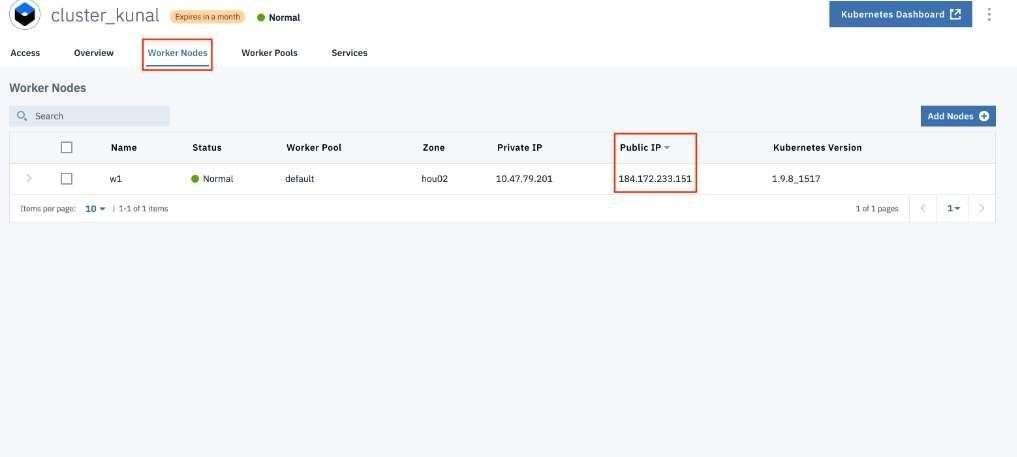 cluster_kunal Expires in a month Normal Kubernetes Dashboard
Access Overview Worker Nodes Worker Pools Services
Worker Nodes
Search Add Nodes
Name Status Worker Pool Zone Private IP Public IP Kubernetes Version
w1 Normal default hou02 10.47.79.201 184.172.233.151 1.9.8_1517
Items per page: 10 | 1-1 of 1 items 1 of 1 pages 1